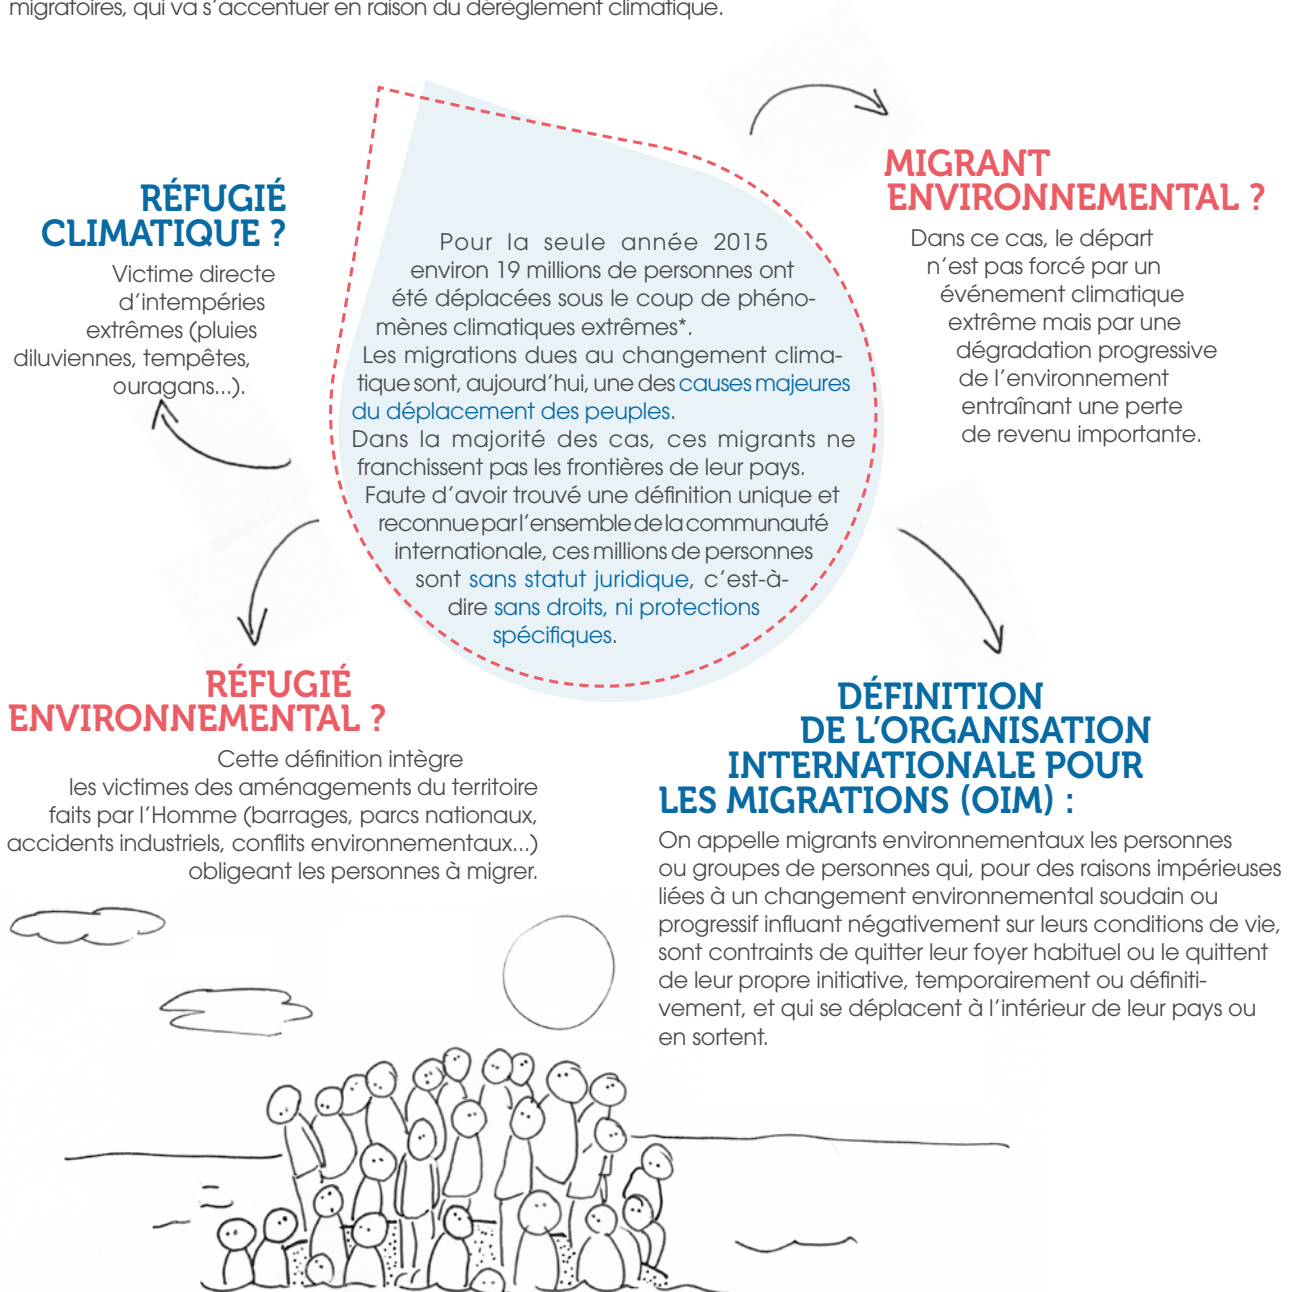 migratoires, qui va s'accentuer en raison du dérèglement climatique.
RÉFUGIÉ
CLIMATIQUE ?
Victime directe
d'intempéries
extrêmes (pluies
diluviennes, tempêtes,
ouragans...).
Pour la seule année 2015
environ 19 millions de personnes ont
été déplacées sous le coup de phéno-
mènes climatiques extrêmes*.
Les migrations dues au changement clima-
tique sont, aujourd'hui, une des causes majeures
du déplacement des peuples.
Dans la majorité des cas, ces migrants ne
franchissent pas les frontières de leur pays.
Faute d'avoir trouvé une définition unique et
reconnue par l'ensemble de la communauté
internationale, ces millions de personnes
sont sans statut juridique, c'est-à-
dire sans droits, ni protections
spécifiques.
MIGRANT
ENVIRONNEMENTAL ?
Dans ce cas, le départ
n'est pas forcé par un
événement climatique
extrême mais par une
dégradation progressive
de l'environnement
entraînant une perte
de revenu importante.
RÉFUGIÉ
ENVIRONNEMENTAL ?
Cette définition intègre
les victimes des aménagements du territoire
faits par l'Homme (barrages, parcs nationaux,
accidents industriels, conflits environnementaux...)
obligeant les personnes à migrer.
DÉFINITION
DE L'ORGANISATION
INTERNATIONALE POUR
LES MIGRATIONS (OIM) :
On appelle migrants environnementaux les personnes
ou groupes de personnes qui, pour des raisons impérieuses
liées à un changement environnemental soudain ou
progressif influant négativement sur leurs conditions de vie,
sont contraints de quitter leur foyer habituel ou le quittent
de leur propre initiative, temporairement ou définiti-
vement, et qui se déplacent à l'intérieur de leur pays ou
en sortent.